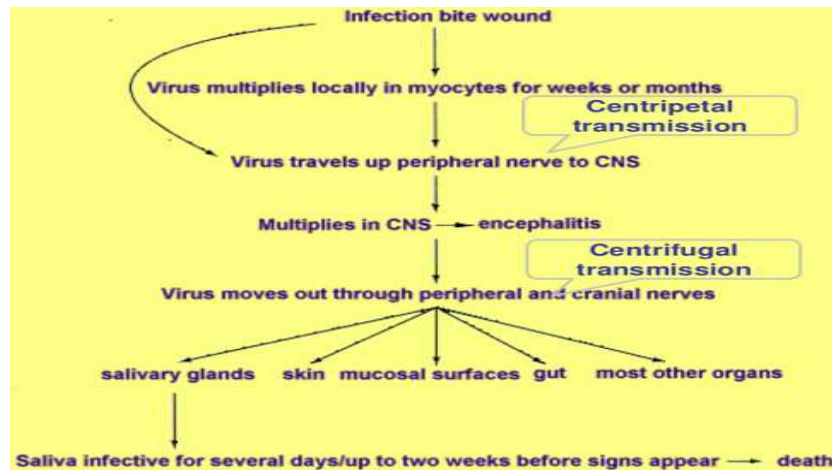 Infection bite wound
Virus multiplies locally in myocytes for weeks or months
Centripetal
transmission
Virus travels up peripheral nerve to CNS
Multiplies in CNS encephalitis
Centrifugal
transmission
Virus moves out through peripheral and cranial nerves
salivary glands skin mucosal surfaces gut most other organs
Saliva infective for several days/up to two weeks before signs appear death